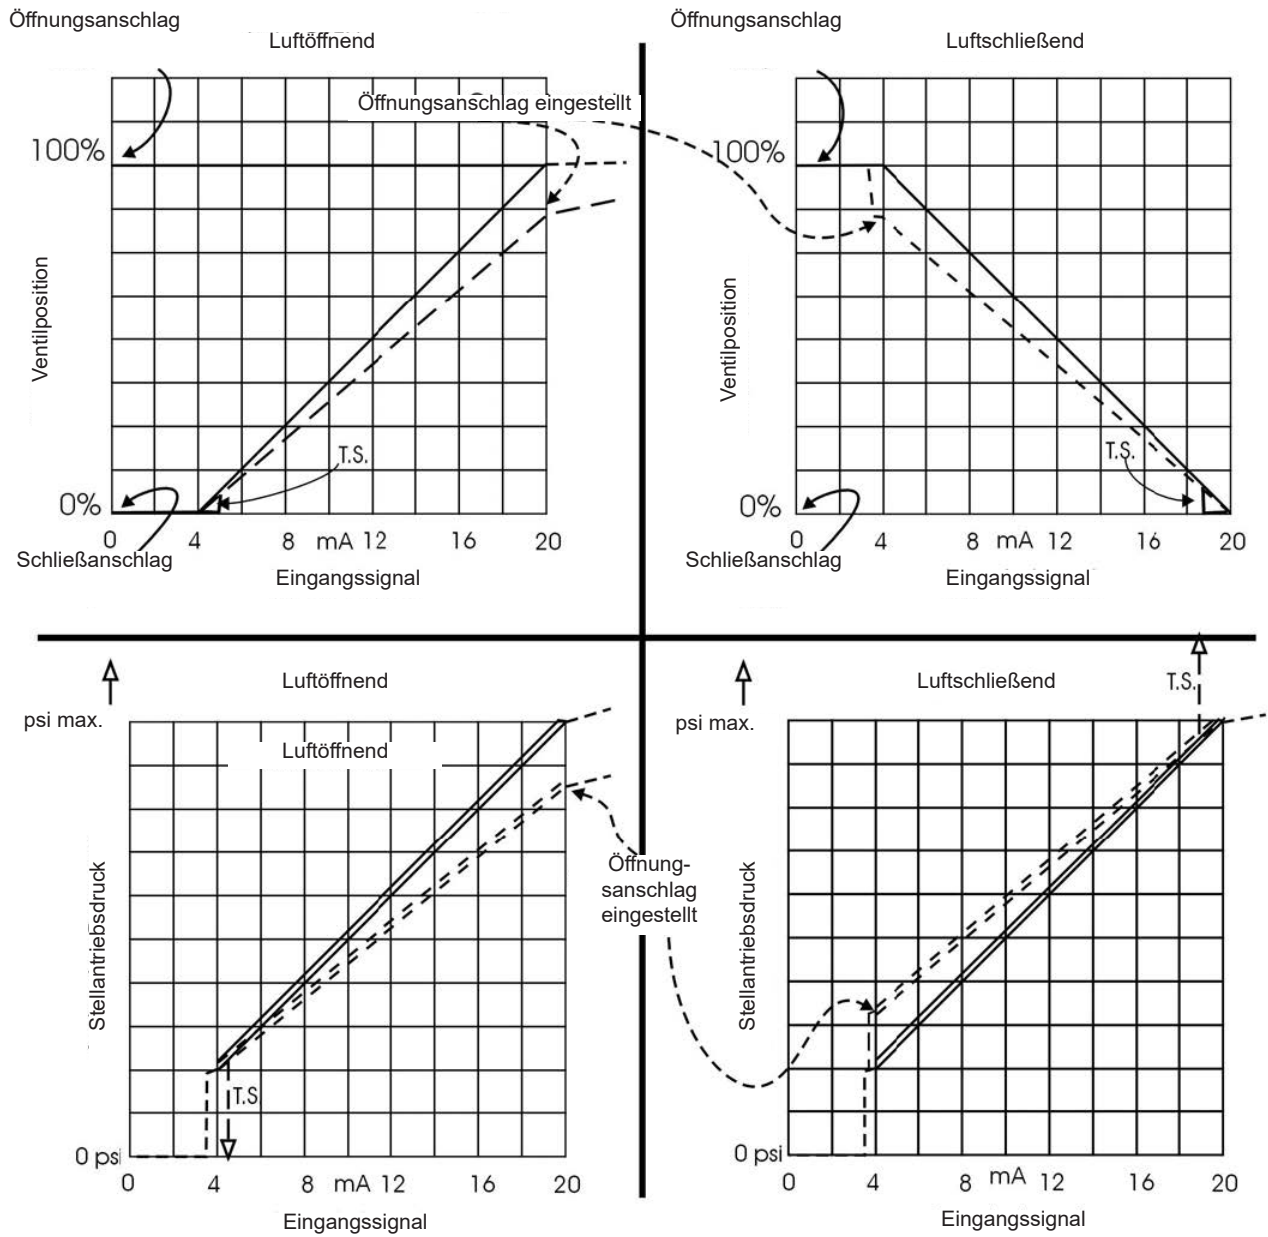 Öffnungsanschlag
Luftöffnend
Öffnungsanschlag eingestellt
100%
Ventilposition
T.S.
0%
0 4 8 mA 12 16 20
Schließanschlag
Eingangssignal
Öffnungsanschlag
Luftschließend
100%
Ventilposition
T.S.
0%
0 4 8 mA 12 16 20
Schließanschlag
Eingangssignal
Luftöffnend
psi max.
Luftöffnend
Stellantriebsdruck
T.S
0 psi
0 4 8 mA 12 16 20
Eingangssignal
Öffnung-
sanschlag
eingestellt
Luftschließend
T.S.
psi max.
Stellantriebsdruck
0 psi
0 4 8 mA 12 16 20
Eingangssignal